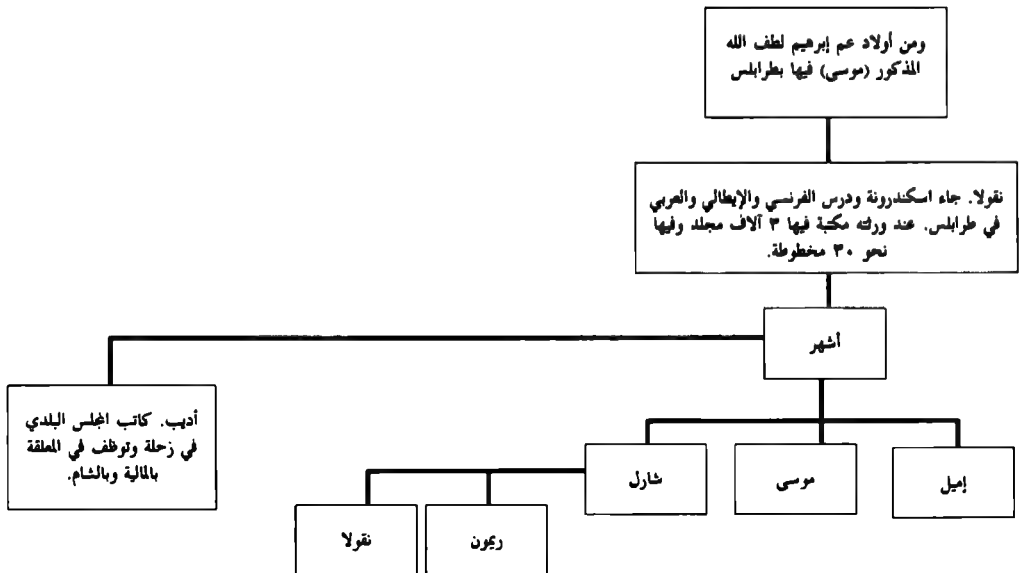 ومن أولاد عم إبرهيم لطف الله
المذكور (موسى) فيها بطرابلس
نقولا. جاء اسكندرونة ودرس الفرنسي والإيطالي والعربي
في طرابلس. عند ورثته مكتبة فيها ٣ آلاف مجلد وفيها
نحو ٣٠ مخطوطة.
أشهر
أديب. كاتب المجلس البلدي
في زحلة وتوظف في المعلقة
بالمالية وبالشام.
إميل
موسى
شارل
ريمون
نقولا